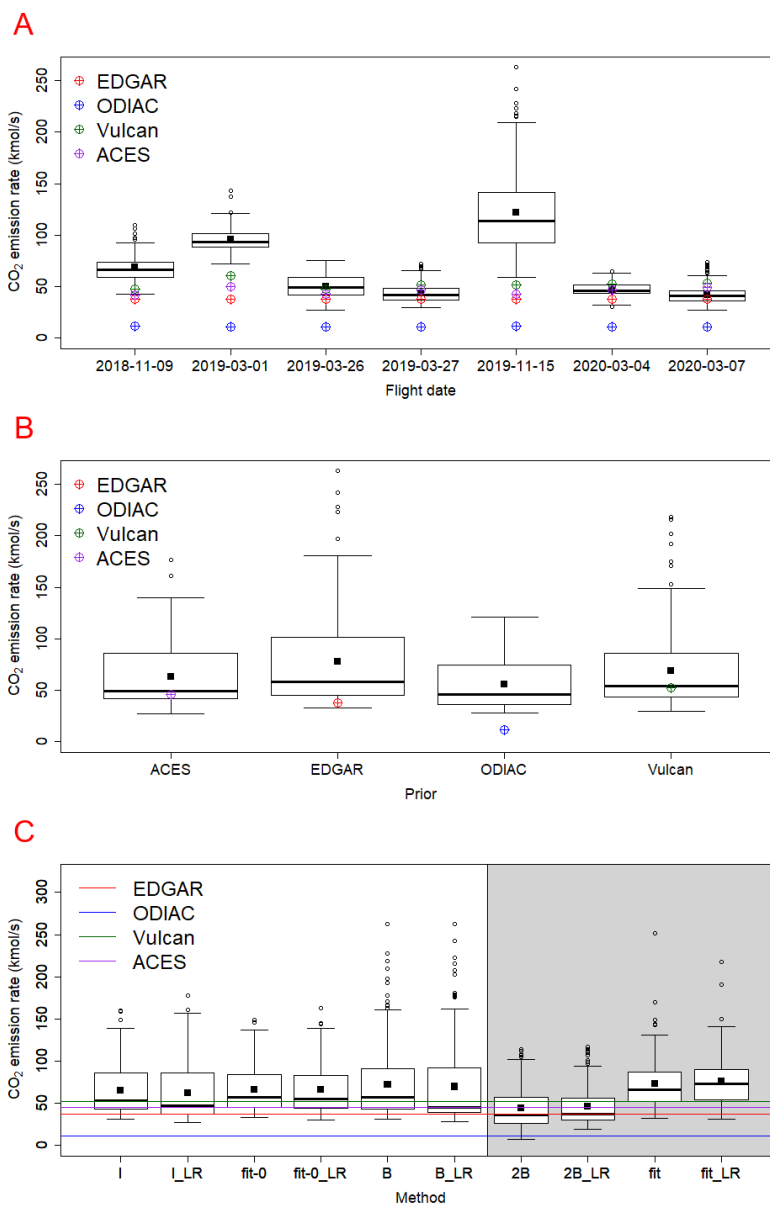 A
CO₂ emission rate (kmol/s)
250
200
150
100
50
0
EDGAR
ODIAC
Vulcan
ACES
2018-11-09 2019-03-01 2019-03-26 2019-03-27 2019-11-15 2020-03-04 2020-03-07
Flight date
B
CO₂ emission rate (kmol/s)
250
200
150
100
50
0
EDGAR
ODIAC
Vulcan
ACES
ACES EDGAR ODIAC Vulcan
Prior
C
CO₂ emission rate (kmol/s)
300
250
200
150
100
50
0
EDGAR
ODIAC
Vulcan
ACES
I I_LR fit-0 fit-0_LR B B_LR 2B 2B_LR fit fit_LR
Method